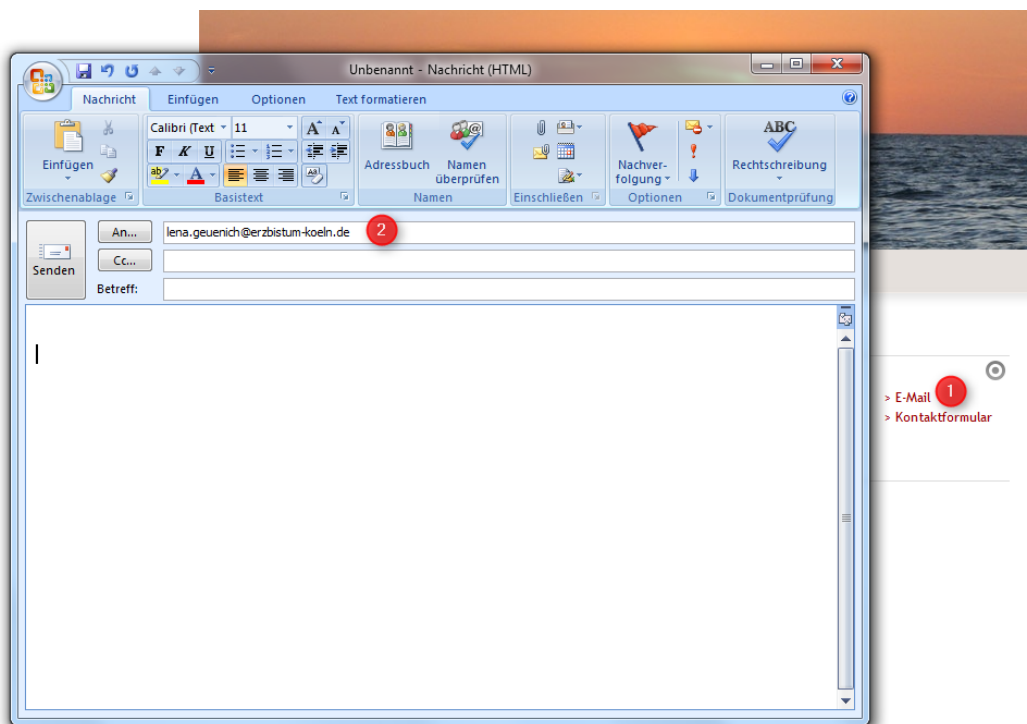 Unbenannt - Nachricht (HTML)
Nachricht Einfügen Optionen Text formatieren
Calibri (Text 11 A A ABC
Einfügen F K U Adressbuch Namen überprüfen Nachver-folgung Rechtschreibung
ab A
Zwischenablage Basistext Namen Einschließen Optionen Dokumentprüfung
An... lena.geuenich@erzbistum-koeln.de 2
Senden Cc...
Betreff:
> E-Mail 1
> Kontaktformular